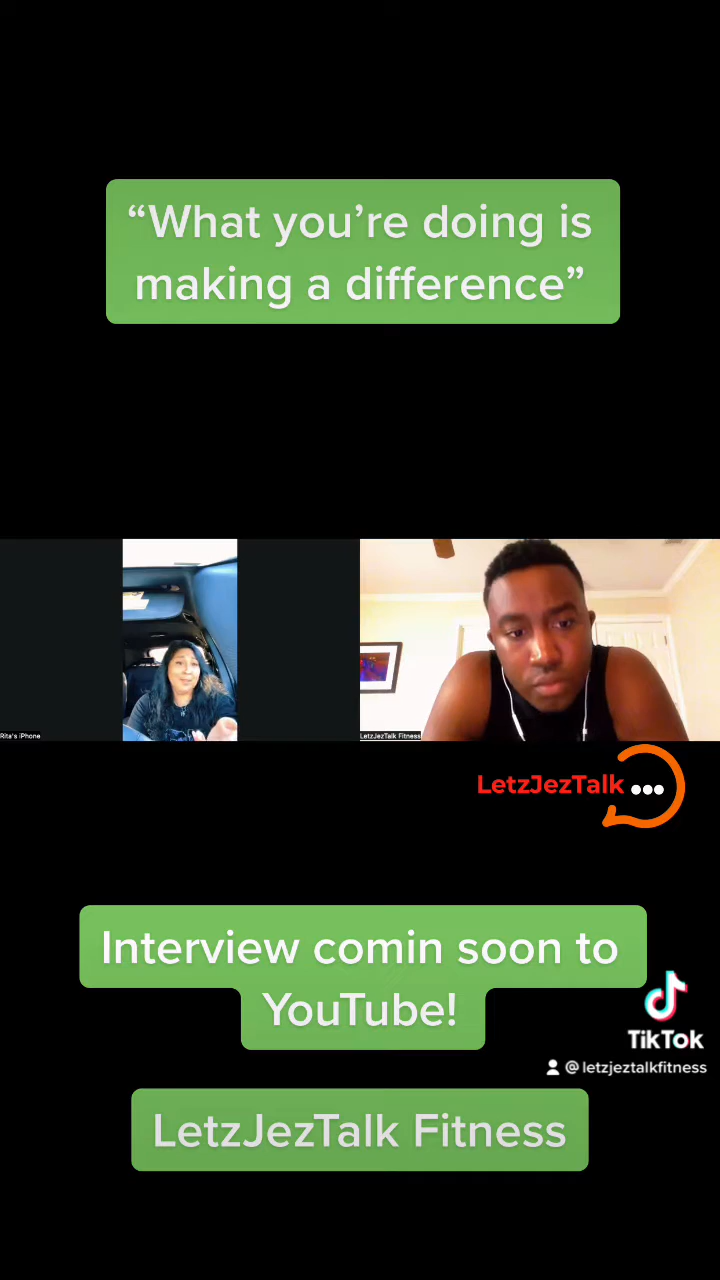 “What you’re doing is
making a difference”
Rita's iPhone
LetzJezTalk Fitness
LetzJezTalk
Interview comin soon to
YouTube!
TikTok
@letzjeztalkfitness
LetzJezTalk Fitness